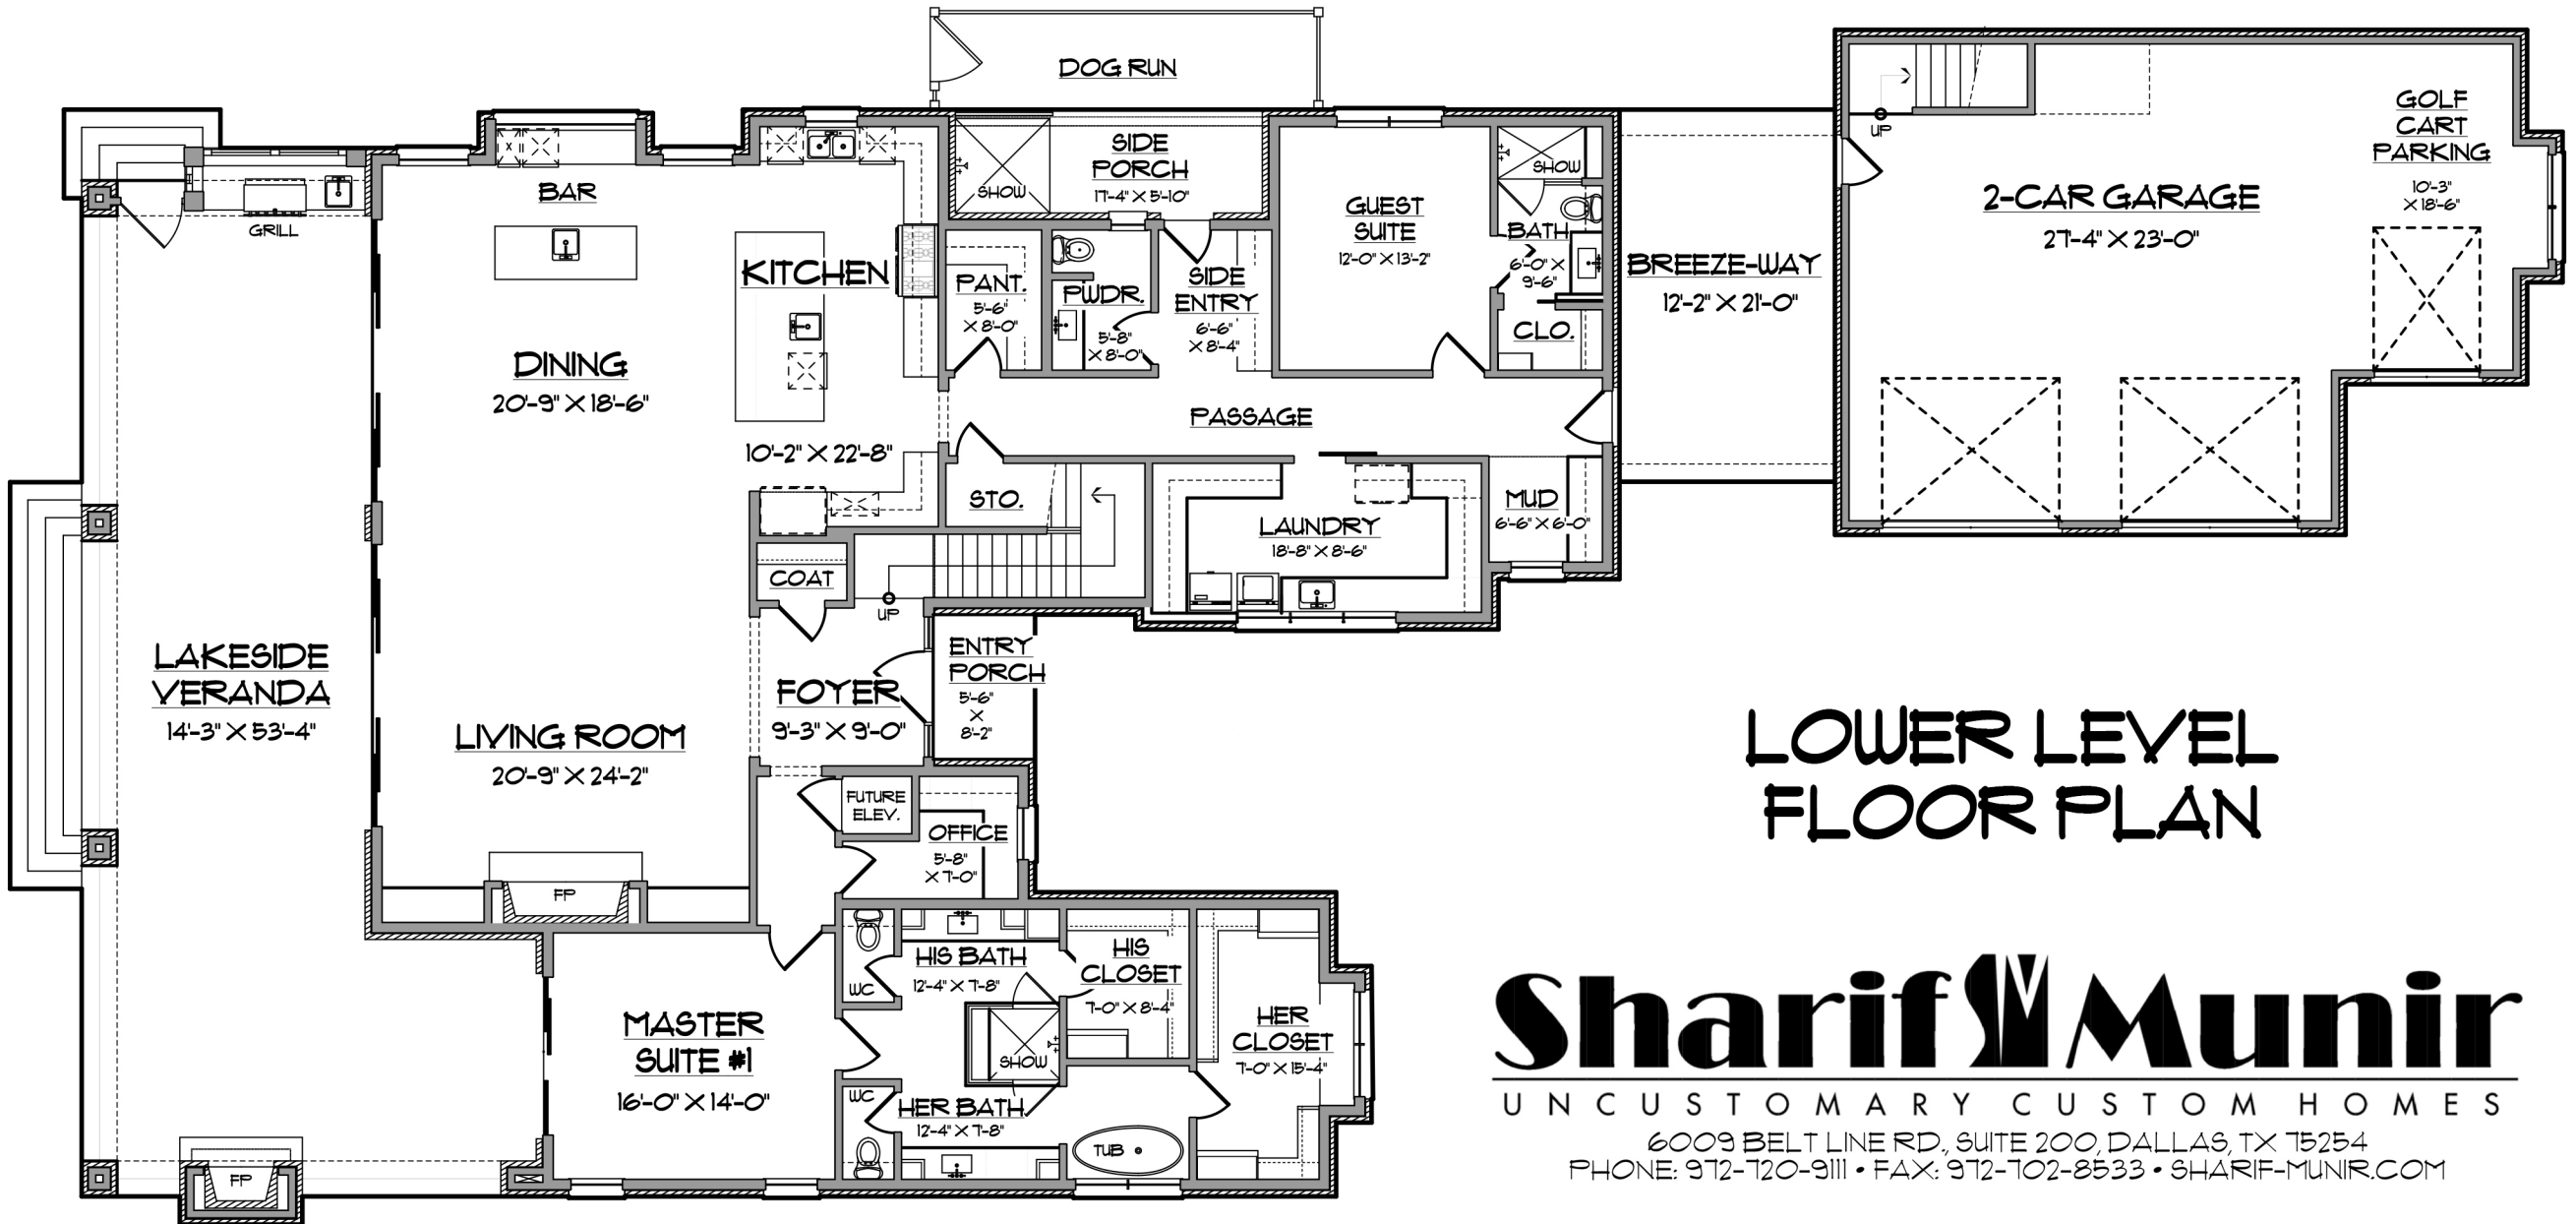 DOG RUN
GOLF
CART
PARKING
10'-3"
X 18'-6"
UP
SIDE
PORCH
17'-4" X 5'-10"
SHOW
SHOW
BAR
GRILL
GUEST
SUITE
12'-0" X 13'-2"
BATH
6'-0" X
9'-6"
2-CAR GARAGE
27'-4" X 23'-0"
KITCHEN
10'-2" X 22'-8"
PANT.
5'-6"
X 8'-0"
PWDR.
5'-8"
X 8'-0"
SIDE
ENTRY
6'-6"
X 8'-4"
BREEZE-WAY
12'-2" X 21'-0"
CLO.
DINING
20'-9" X 18'-6"
PASSAGE
STO.
LAUNDRY
18'-8" X 8'-6"
MUD
6'-6" X 6'-0"
COAT
UP
LAKESIDE
VERANDA
14'-3" X 53'-4"
ENTRY
PORCH
5'-6"
X
8'-2"
FOYER
9'-3" X 9'-0"
LIVING ROOM
20'-9" X 24'-2"
LOWER LEVEL
FLOOR PLAN
FUTURE
ELEV.
OFFICE
5'-8"
X 7'-0"
FP
HIS BATH
12'-4" X 7'-8"
WC
HIS
CLOSET
7'-0" X 8'-4"
MASTER
SUITE #1
16'-0" X 14'-0"
SHOW
HER
CLOSET
7'-0" X 15'-4"
WC
HER BATH
12'-4" X 7'-8"
TUB
FP
Sharif Munir
UNCUSTOMARY CUSTOM HOMES
6009 BELT LINE RD., SUITE 200, DALLAS, TX 75254
PHONE: 972-720-9111 • FAX: 972-702-8533 • SHARIF-MUNIR.COM